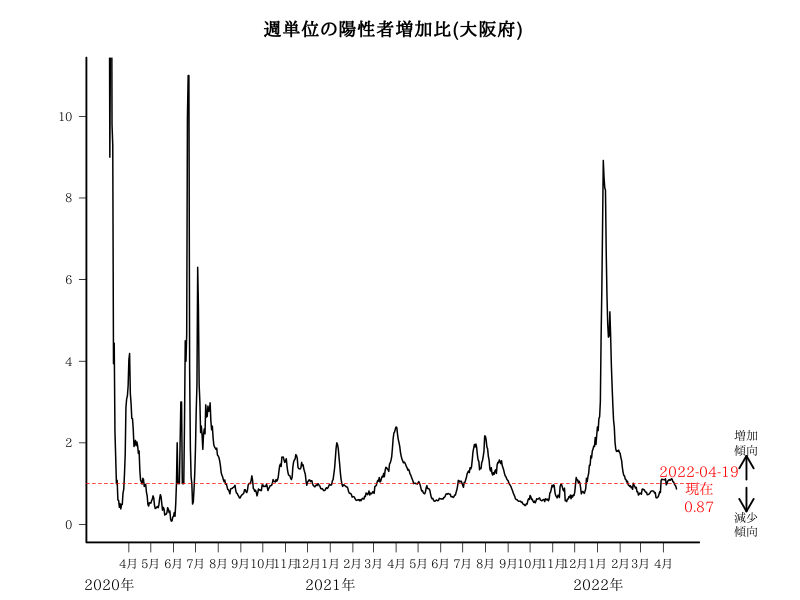 週単位の陽性者増加比(大阪府)
10
8
6
4
2
0
増加
傾向
2022-04-19
現在
0.87
減少
傾向
4月 5月 6月 7月 8月 9月 10月 11月 12月 1月 2月 3月 4月 5月 6月 7月 8月 9月 10月 11月 12月 1月 2月 3月 4月
2020年 2021年 2022年